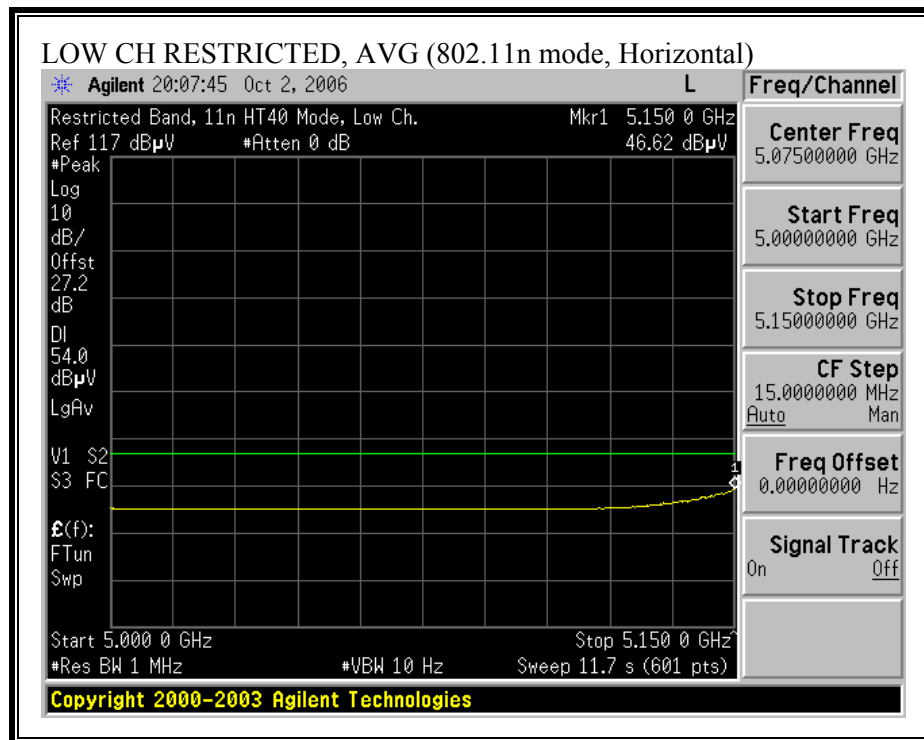 LOW CH RESTRICTED, AVG (802.11n mode, Horizontal)
Agilent 20:07:45 Oct 2, 2006 L
Restricted Band, 11n HT40 Mode, Low Ch. Mkr1 5.150 0 GHz
Ref 117 dBµV #Atten 0 dB 46.62 dBµV
#Peak
Log
10
dB/
Offst
27.2
dB
DI
54.0
dBµV
LgAv
V1 S2
S3 FC
£(f):
FTun
Swp
1
Start 5.000 0 GHz Stop 5.150 0 GHz^
#Res BW 1 MHz #VBW 10 Hz Sweep 11.7 s (601 pts)
Freq/Channel
Center Freq
5.07500000 GHz
Start Freq
5.00000000 GHz
Stop Freq
5.15000000 GHz
CF Step
15.0000000 MHz
Auto Man
Freq Offset
0.00000000 Hz
Signal Track
On Off
Copyright 2000-2003 Agilent Technologies